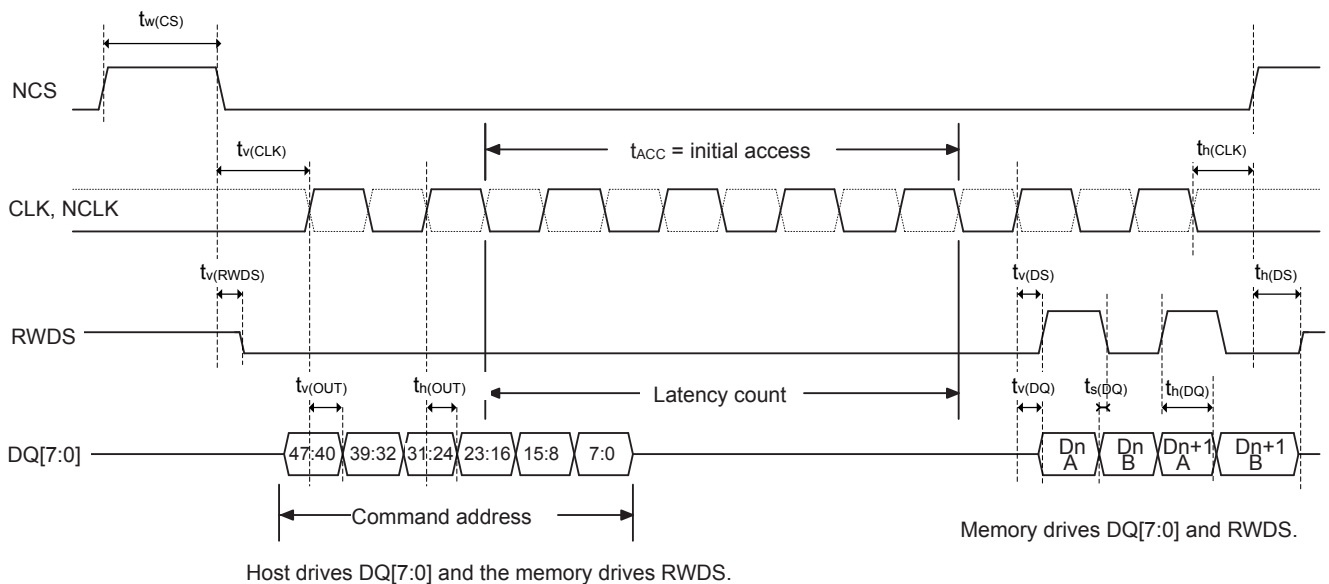 tw(CS)
NCS
tv(CLK)
tACC = initial access
th(CLK)
CLK, NCLK
tv(RWDS)
tv(DS)
th(DS)
RWDS
tv(OUT)
th(OUT)
Latency count
tv(DQ)
ts(DQ)
th(DQ)
DQ[7:0]
47:40
39:32
31:24
23:16
15:8
7:0
Dn
A
Dn
B
Dn+1
A
Dn+1
B
Command address
Memory drives DQ[7:0] and RWDS.
Host drives DQ[7:0] and the memory drives RWDS.